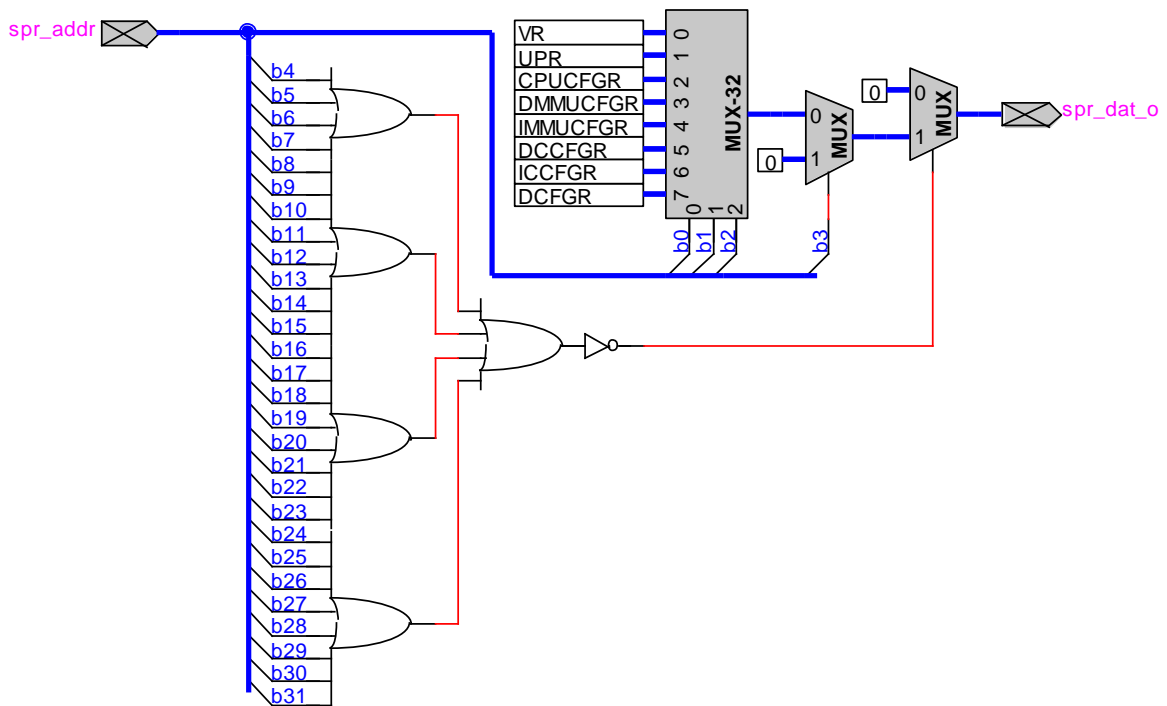 spr_addr
b4
b5
b6
b7
b8
b9
b10
b11
b12
b13
b14
b15
b16
b17
b18
b19
b20
b21
b22
b23
b24
b25
b26
b27
b28
b29
b30
b31
VR
UPR
CPUCFGR
DMMUCFGR
IMMUCFGR
DCCFGR
ICCFGR
DCFGR
0
1
2
3
4
5
6
7
MUX-32
0
1
2
b0
b1
b2
b3
0
0
1
MUX
0
0
1
MUX
spr_dat_o